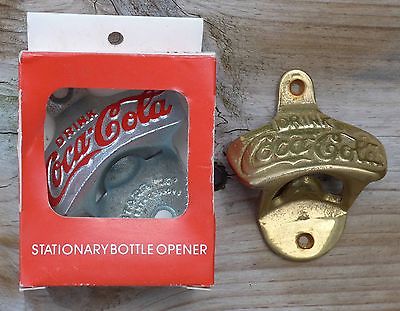 DRINK
Coca-Cola
STATIONARY BOTTLE OPENER
DRINK
Coca-Cola